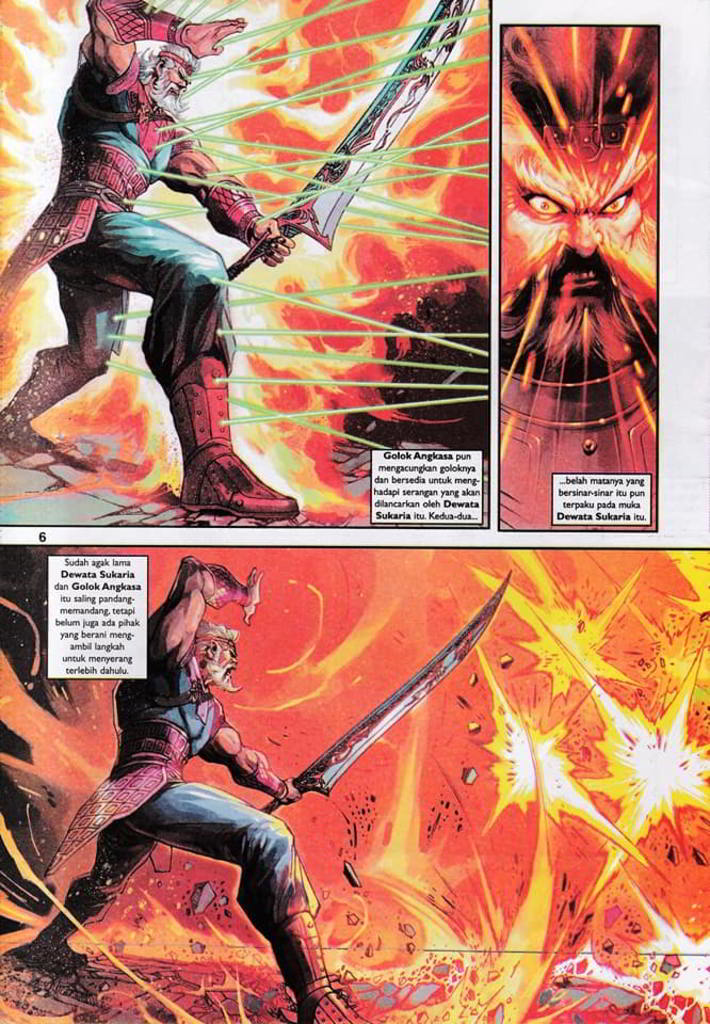 Golok Angkasa pun
mengacungkan goloknya
dan bersedia untuk meng-
hadapi serangan yang akan
dilancarkan oleh Dewata
Sukaria itu. Kedua-dua...
...belah matanya yang
bersinar-sinar itu pun
terpaku pada muka
Dewata Sukaria itu.
6
Sudah agak lama
Dewata Sukaria
dan Golok Angkasa
itu saling pandang-
memandang, tetapi
belum juga ada pihak
yang berani meng-
ambil langkah
untuk menyerang
terlebih dahulu.